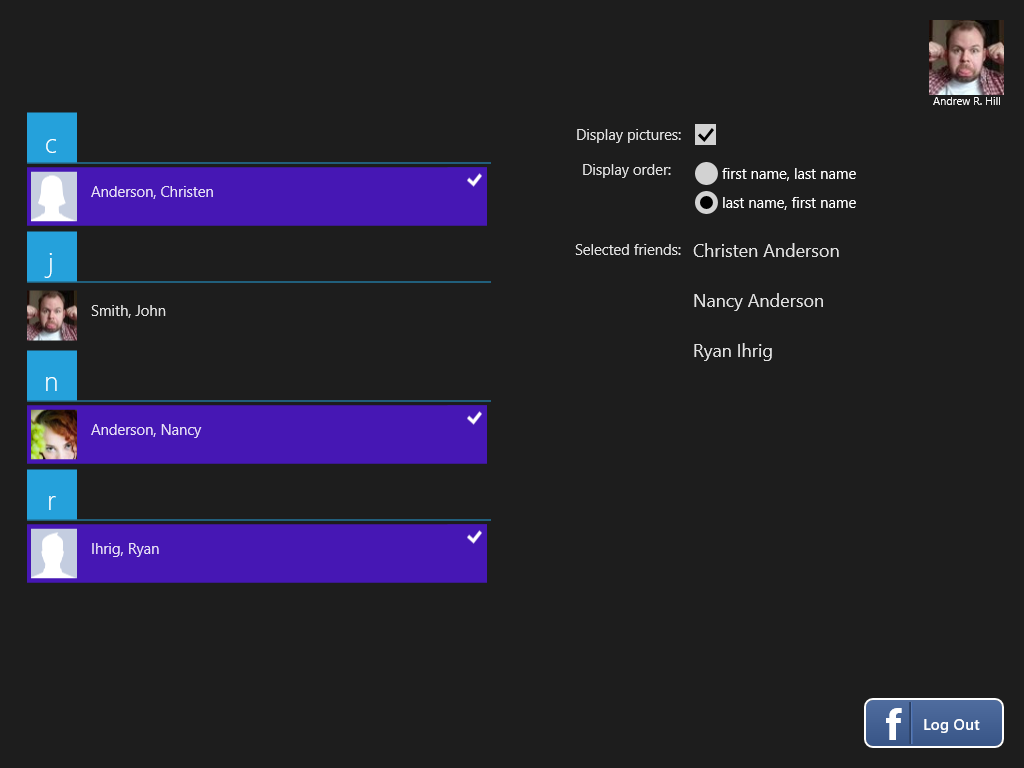 Andrew R. Hill
c
Anderson, Christen
j
Smith, John
n
Anderson, Nancy
r
Ihrig, Ryan
Display pictures:
Display order:
first name, last name
last name, first name
Selected friends:
Christen Anderson
Nancy Anderson
Ryan Ihrig
f Log Out